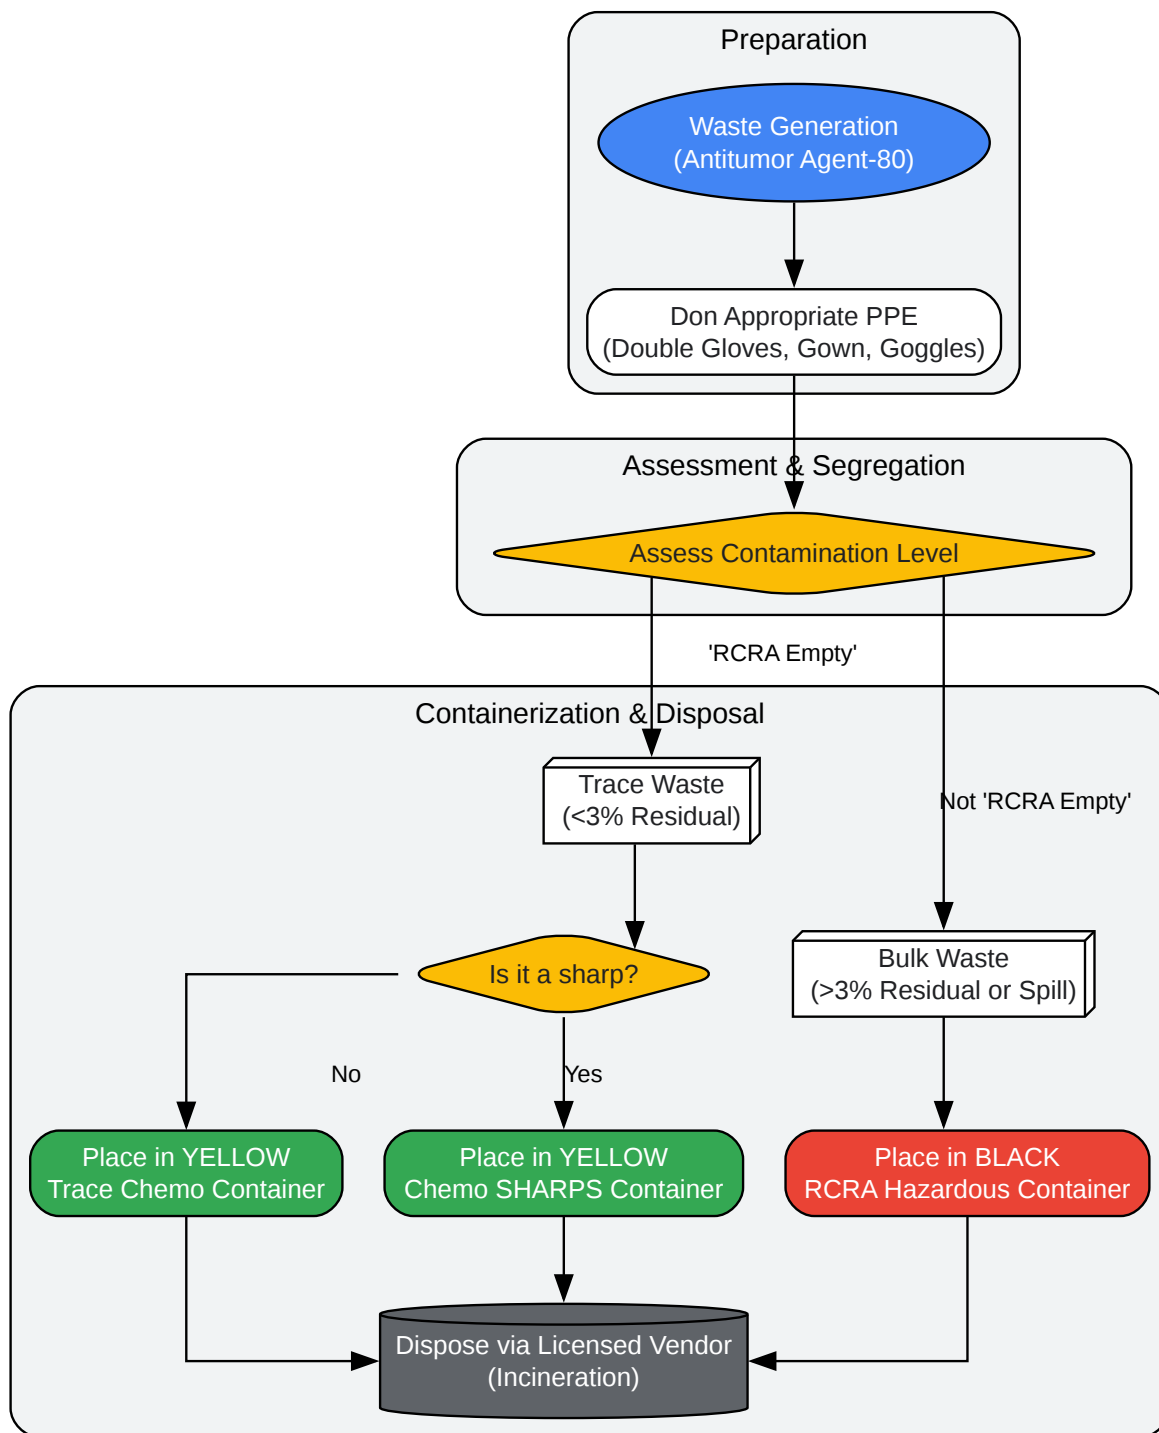 Preparation
Waste Generation
(Antitumor Agent-80)
Don Appropriate PPE
(Double Gloves, Gown, Goggles)
Assessment & Segregation
Assess Contamination Level
'RCRA Empty'
Containerization & Disposal
Trace Waste
(<3% Residual)
Not 'RCRA Empty'
Is it a sharp?
Bulk Waste
(>3% Residual or Spill)
No
Yes
Place in YELLOW
Trace Chemo Container
Place in YELLOW
Chemo SHARPS Container
Place in BLACK
RCRA Hazardous Container
Dispose via Licensed Vendor
(Incineration)